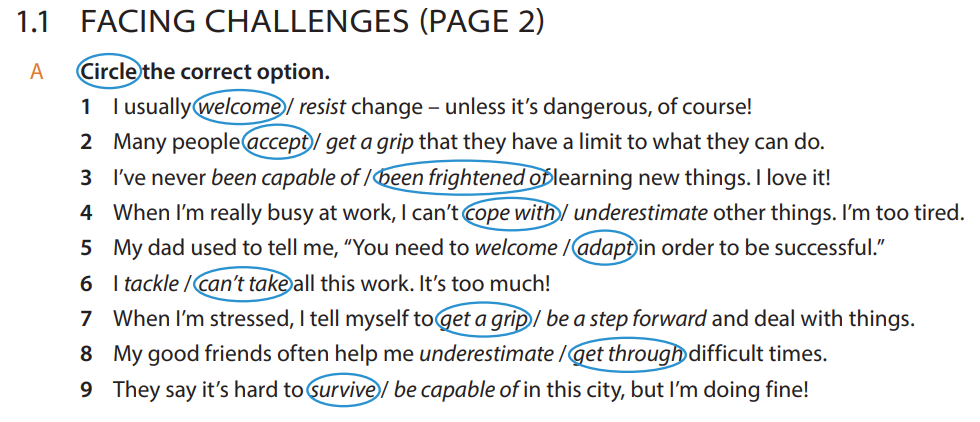 1.1 FACING CHALLENGES (PAGE 2)
A Circle the correct option.
1 I usually welcome / resist change – unless it's dangerous, of course!
2 Many people accept / get a grip that they have a limit to what they can do.
3 I've never been capable of / been frightened of learning new things. I love it!
4 When I'm really busy at work, I can't cope with / underestimate other things. I'm too tired.
5 My dad used to tell me, “You need to welcome / adapt in order to be successful.”
6 I tackle / can't take all this work. It's too much!
7 When I'm stressed, I tell myself to get a grip / be a step forward and deal with things.
8 My good friends often help me underestimate / get through difficult times.
9 They say it's hard to survive / be capable of in this city, but I'm doing fine!